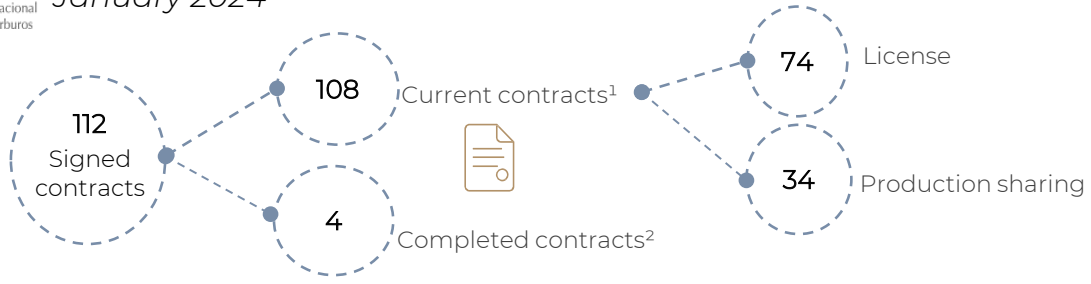 January 2024
112
Signed
contracts
108
Current contracts¹
4
Completed contracts²
74
License
34
Production sharing